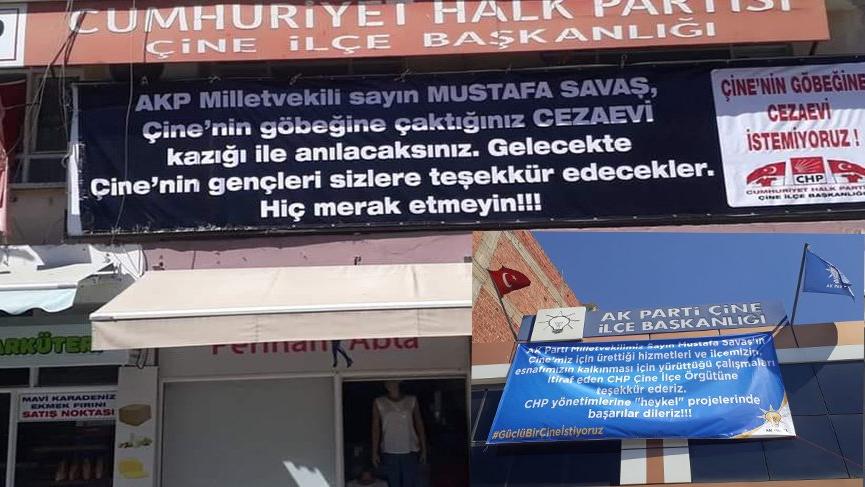 CUMHURİYET HALK PARTİSİ
ÇİNE İLÇE BAŞKANLIĞI
AKP Milletvekili sayın MUSTAFA SAVAŞ,
Çine'nin göbeğine çaktığınız CEZAEVİ
kazığı ile anılacaksınız. Gelecekte
Çine'nin gençleri sizlere teşekkür edecekler.
Hiç merak etmeyin!!!
ÇİNE'NİN GÖBEĞİNE
CEZAEVİ
İSTEMİYORUZ !
CHP
CUMHURİYET HALK PARTİSİ
ÇİNE İLÇE BAŞKANLIĞI
ARKÜTERİ
MAVİ KARADENİZ
EKMEK FIRINI
SATIŞ NOKTASI
Perihan Abla
AK PARTİ
AK PARTİ ÇİNE
İLÇE BAŞKANLIĞI
AK Parti Milletvekilimiz Sayın Mustafa Savaş'ın
Çine'miz için ürettiği hizmetleri ve ilçemizin,
esnafımızın kalkınması için yürüttüğü çalışmaları
itiraf eden CHP Çine İlçe Örgütüne
teşekkür ederiz.
CHP yönetimlerine "heykel" projelerinde
başarılar dileriz!!!
#GüçlüBirÇineİstiyoruz